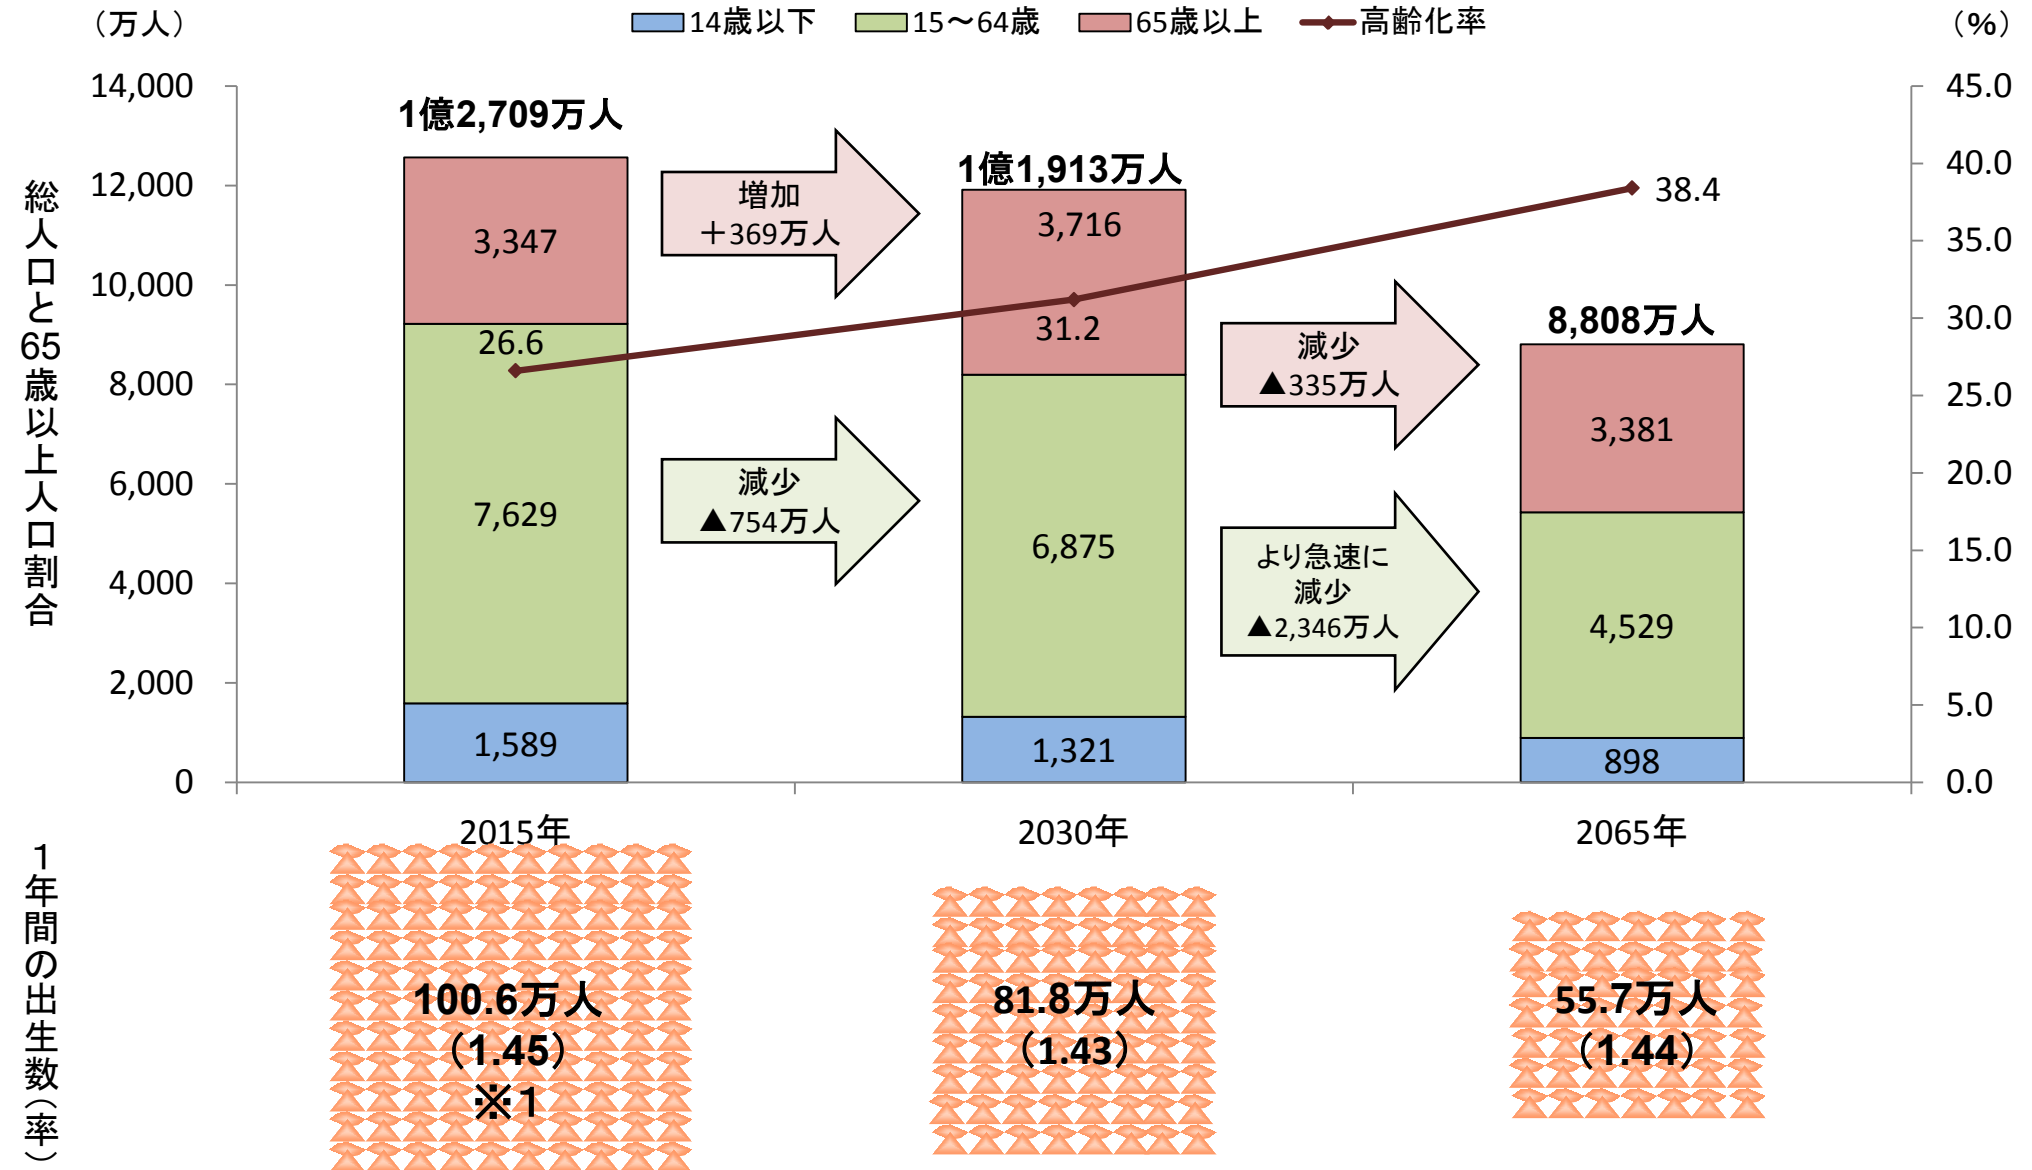 （万人）
14歳以下 15～64歳 65歳以上 高齢化率
（%）
総人口と65歳以上人口割合
14,000
12,000
10,000
8,000
6,000
4,000
2,000
0
45.0
40.0
35.0
30.0
25.0
20.0
15.0
10.0
5.0
0.0
1億2,709万人
3,347
26.6
7,629
1,589
増加
＋369万人
減少
▲754万人
1億1,913万人
3,716
31.2
6,875
1,321
減少
▲335万人
より急速に
減少
▲2,346万人
38.4
8,808万人
3,381
4,529
898
2015年 2030年 2065年
１年間の出生数（率）
100.6万人
（1.45）
※１
81.8万人
（1.43）
55.7万人
（1.44）